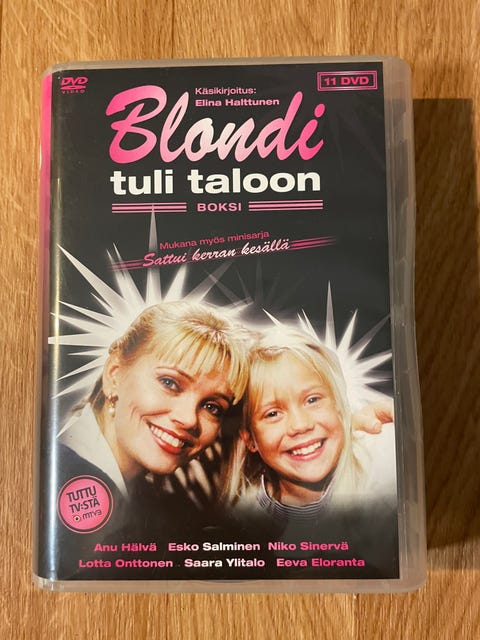 DVD
VIDEO
Käsikirjoitus:
Elina Halttunen
11 DVD
Blondi
tuli taloon
BOKSI
Mukana myös minisarja
Sattui kerran kesällä
TUTTU
TV:STÄ
MTV3
Anu Hälvä Esko Salminen Niko Sinervä
Lotta Onttonen Saara Ylitalo Eeva Eloranta